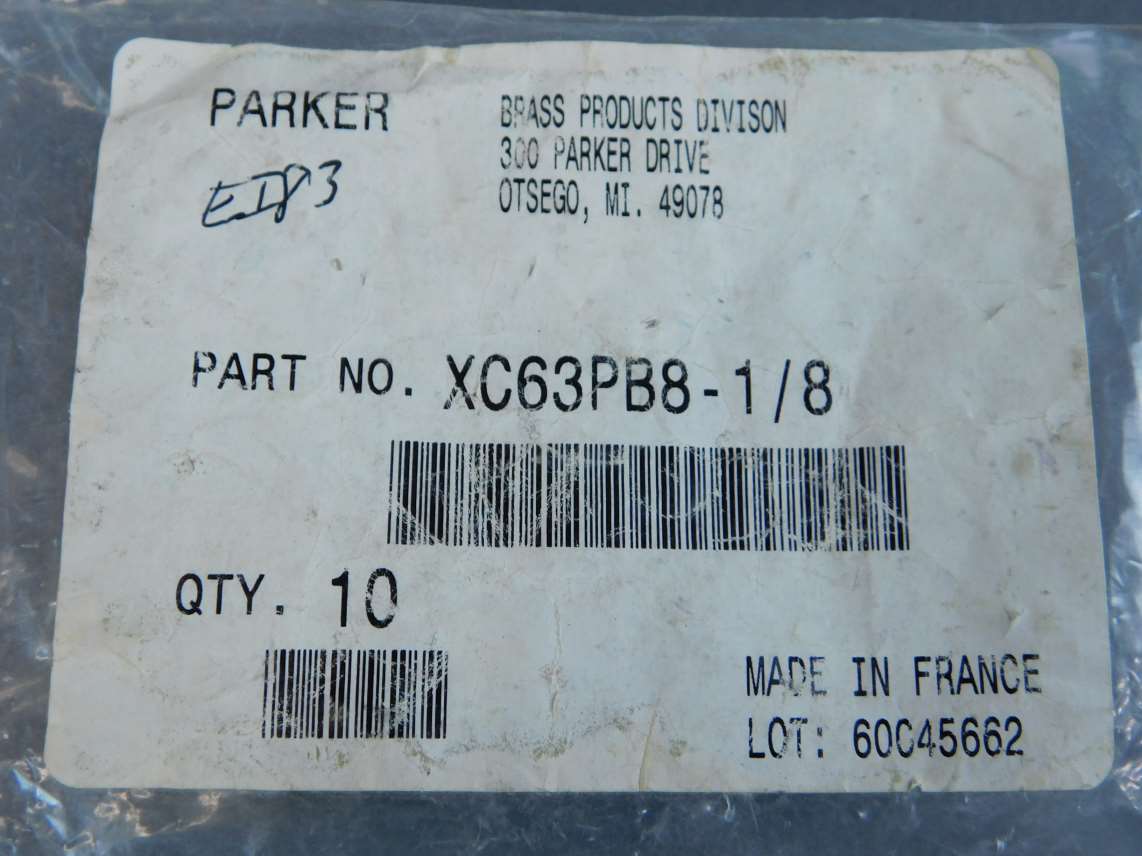 PARKER
BRASS PRODUCTS DIVISON
300 PARKER DRIVE
OTSEGO, MI. 49078
EI83
PART NO. XC63PB8-1/8
QTY. 10
MADE IN FRANCE
LOT: 60C45662